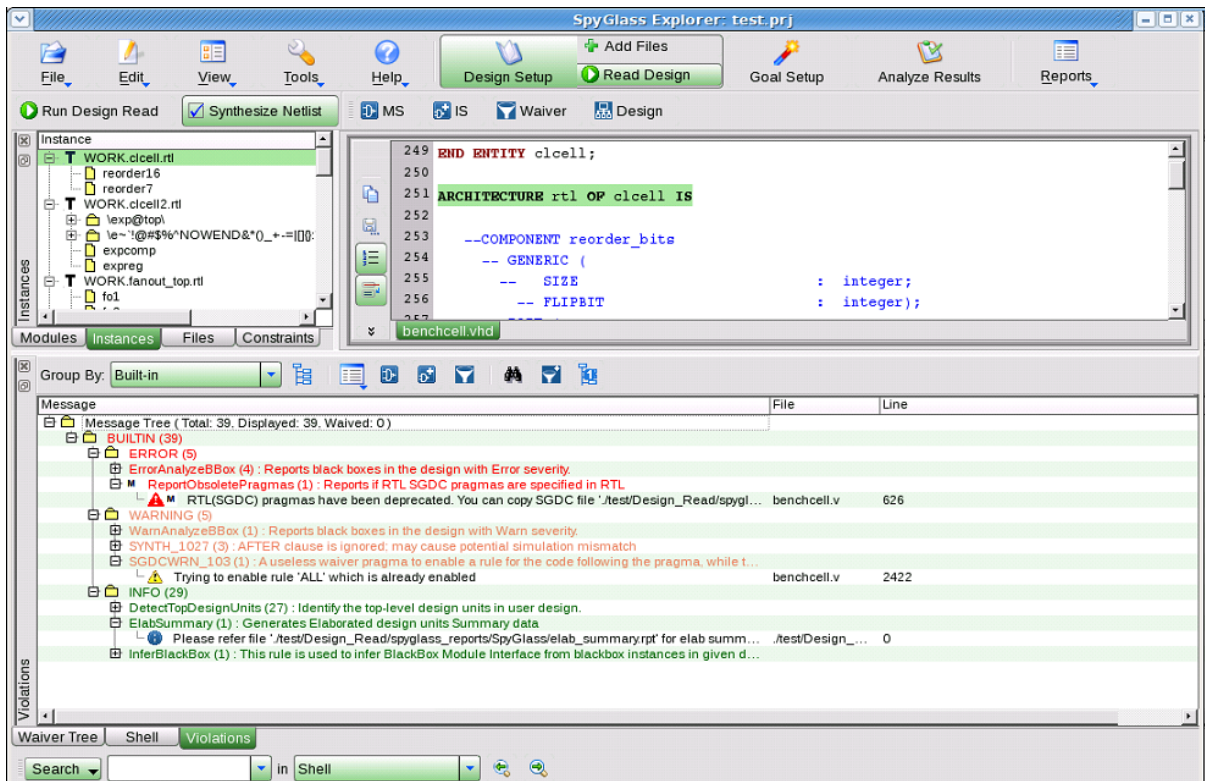 SpyGlass Explorer: test.prj
File Edit View Tools Help Design Setup Add Files Read Design Goal Setup Analyze Results Reports
Run Design Read Synthesize Netlist MS IS Waiver Design
Instance
WORK.clcell.rtl
reorder16
reorder7
WORK.clcell2.rtl
\exp@top\
expcomp
expreg
WORK.fanout_top.rtl
fo1
Instances
Modules Instances Files Constraints
249 END ENTITY clcell;
250
251 ARCHITECTURE rtl OF clcell IS
252
253 --COMPONENT reorder_bits
254 -- GENERIC (
255 -- SIZE : integer;
256 -- FLIPBIT : integer);
benchcell.vhd
Group By: Built-in
Message File Line
Message Tree ( Total: 39, Displayed: 39, Waived: 0 )
BUILTIN (39)
ERROR (5)
ErrorAnalyzeBBox (4) : Reports black boxes in the design with Error severity.
M ReportObsoletePragmas (1) : Reports if RTL SGDC pragmas are specified in RTL
M RTL(SGDC) pragmas have been deprecated. You can copy SGDC file './test/Design_Read/spygl... benchcell.v 626
WARNING (5)
WarnAnalyzeBBox (1) : Reports black boxes in the design with Warn severity.
SYNTH_1027 (3) : AFTER clause is ignored; may cause potential simulation mismatch
SGDCWRN_103 (1) : A useless waiver pragma to enable a rule for the code following the pragma, while t...
Trying to enable rule 'ALL' which is already enabled benchcell.v 2422
INFO (29)
DetectTopDesignUnits (27) : Identify the top-level design units in user design.
ElabSummary (1) : Generates Elaborated design units Summary data
Please refer file './test/Design_Read/spyglass_reports/SpyGlass/elab_summary.rpt' for elab summ... ./test/Design_... 0
InferBlackBox (1) : This rule is used to infer BlackBox Module Interface from blackbox instances in given d...
Violations
Waiver Tree Shell Violations
Search in Shell